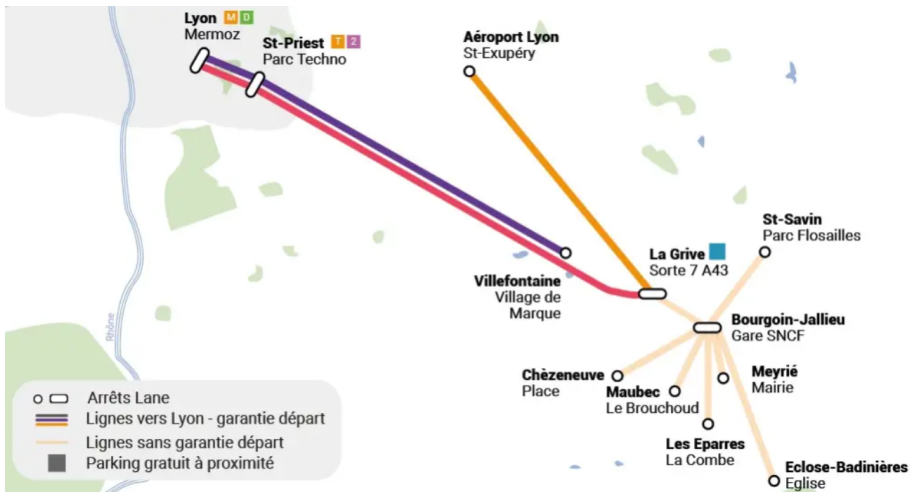 Lyon M D
Mermoz
St-Priest T 2
Parc Techno
Aéroport Lyon
St-Exupéry
St-Savin
Parc Flosailles
La Grive
Sorte 7 A43
Villefontaine
Village de
Marque
Rhône
Bourgoin-Jallieu
Gare SNCF
Chèzeneuve
Place
Maubec
Le Brouchoud
Meyrié
Mairie
Les Eparres
La Combe
Eclose-Badinières
Eglise
Arrêts Lane
Lignes vers Lyon - garantie départ
Lignes sans garantie départ
Parking gratuit à proximité